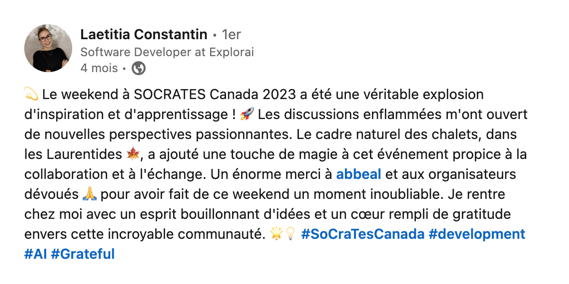 Laetitia Constantin • 1er
Software Developer at Explorai
4 mois •
💫 Le weekend à SOCRATES Canada 2023 a été une véritable explosion
d'inspiration et d'apprentissage ! 🚀 Les discussions enflammées m'ont ouvert
de nouvelles perspectives passionnantes. Le cadre naturel des chalets, dans
les Laurentides 🍁, a ajouté une touche de magie à cet événement propice à la
collaboration et à l'échange. Un énorme merci à abbeal et aux organisateurs
dévoués 🙏 pour avoir fait de ce weekend un moment inoubliable. Je rentre
chez moi avec un esprit bouillonnant d'idées et un cœur rempli de gratitude
envers cette incroyable communauté. 🌟💡 #SoCraTesCanada #development
#AI #Grateful